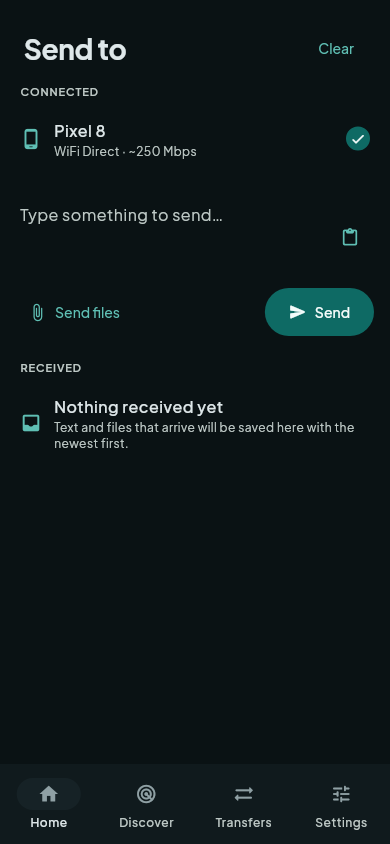 Send to
Clear
CONNECTED
Pixel 8
WiFi Direct · ~250 Mbps
Type something to send…
Send files
Send
RECEIVED
Nothing received yet
Text and files that arrive will be saved here with the
newest first.
Home
Discover
Transfers
Settings